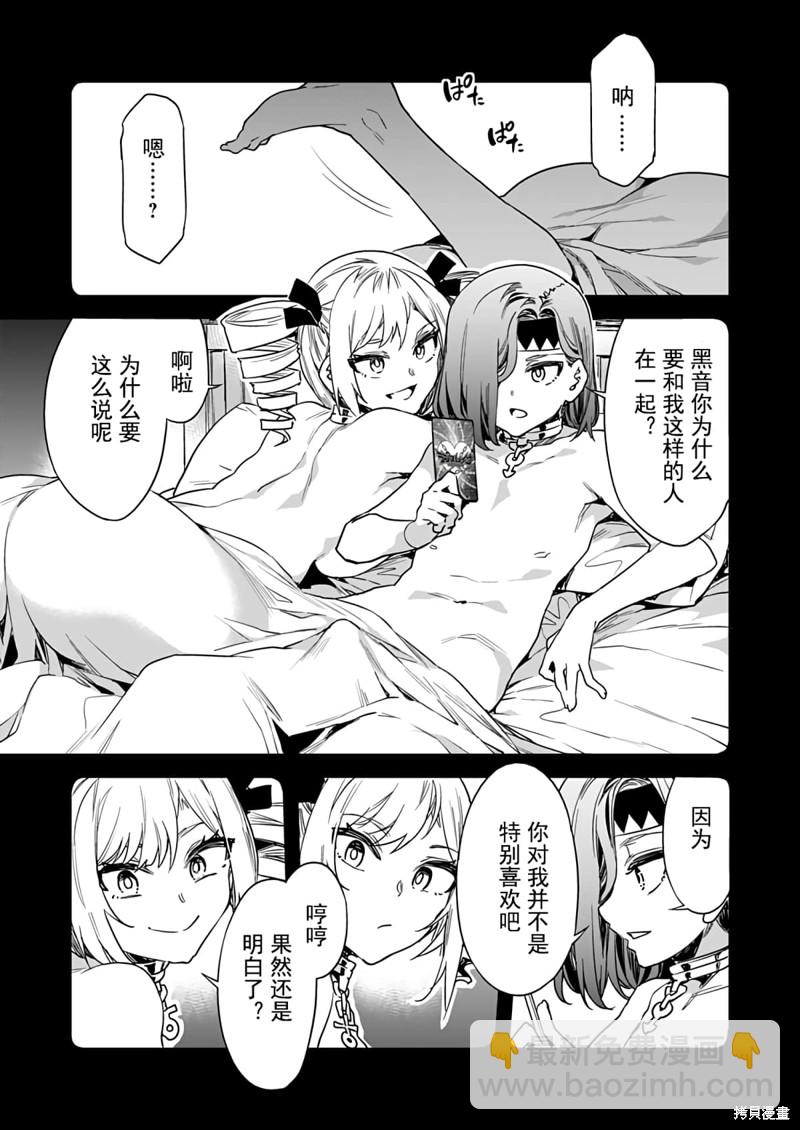 呐
……
ぱた
ぱた
嗯
……?
黑音你为什么
要和我这样的人
在一起？
啊啦
为什么要
这么说呢
因为
你对我并不是
特别喜欢吧
哼哼
果然还是
明白了？
最新免费漫画
www.baozimh.com
拷貝漫畫